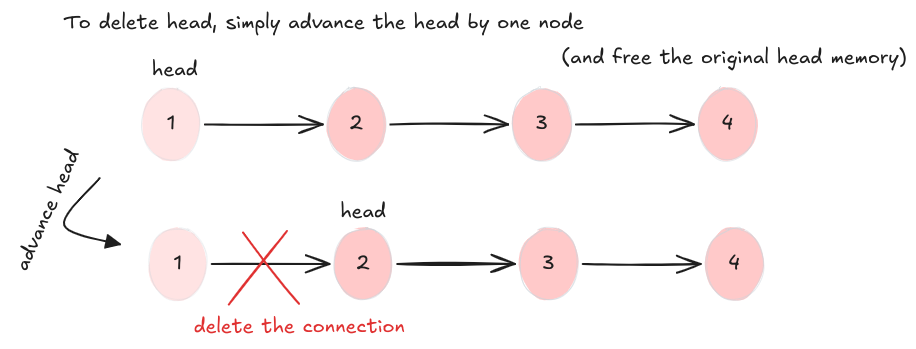 To delete head, simply advance the head by one node
(and free the original head memory)
head
1 2 3 4
advance head
head
1 2 3 4
delete the connection